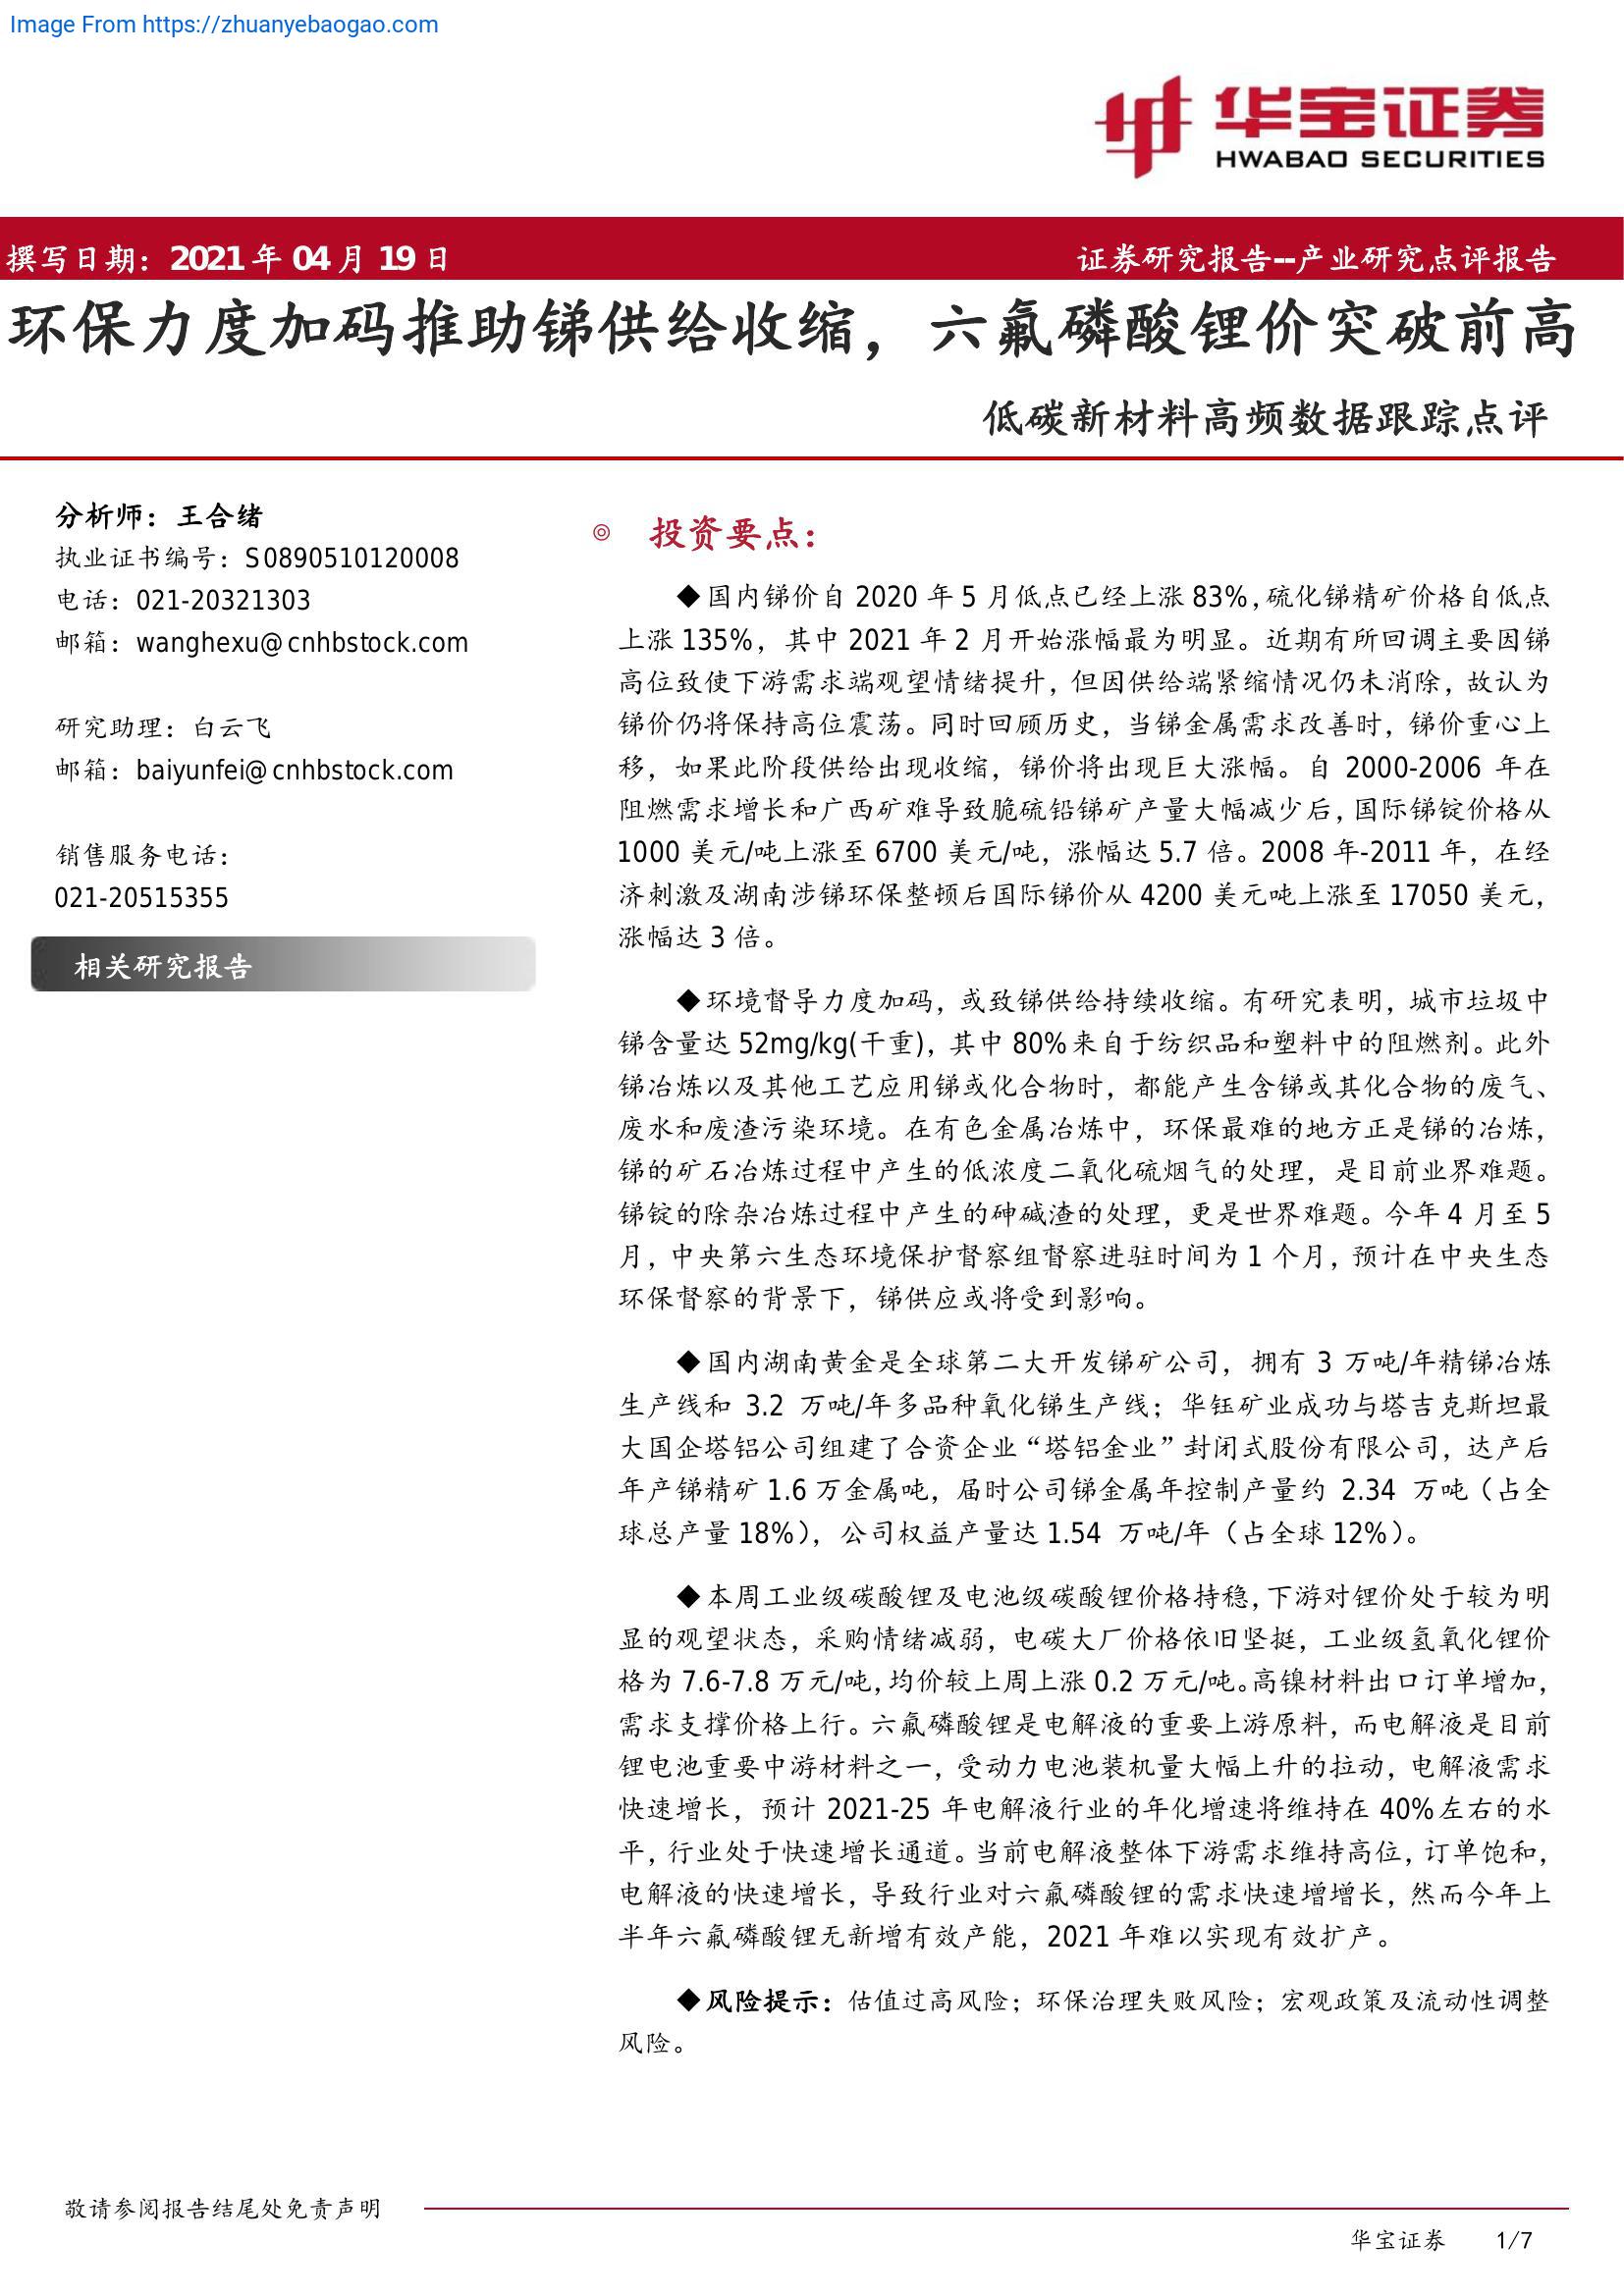 Image From https://zhuanyebaogao.com
华宝证券
HWABAO SECURITIES
撰写日期：2021 年 04 月 19 日
证券研究报告--产业研究点评报告
环保力度加码推助锑供给收缩，六氟磷酸锂价突破前高
低碳新材料高频数据跟踪点评
分析师：王合绪
执业证书编号：S0890510120008
电话：021-20321303
邮箱：wanghexu@cnhbstock.com
研究助理：白云飞
邮箱：baiyunfei@cnhbstock.com
销售服务电话：
021-20515355
相关研究报告
◎ 投资要点：
◆国内锑价自 2020 年 5 月低点已经上涨 83%，硫化锑精矿价格自低点
上涨 135%，其中 2021 年 2 月开始涨幅最为明显。近期有所回调主要因锑
高位致使下游需求端观望情绪提升，但因供给端紧缩情况仍未消除，故认为
锑价仍将保持高位震荡。同时回顾历史，当锑金属需求改善时，锑价重心上
移，如果此阶段供给出现收缩，锑价将出现巨大涨幅。自 2000-2006 年在
阻燃需求增长和广西矿难导致脆硫铅锑矿产量大幅减少后，国际锑锭价格从
1000 美元/吨上涨至 6700 美元/吨，涨幅达 5.7 倍。2008 年-2011 年，在经
济刺激及湖南涉锑环保整顿后国际锑价从 4200 美元吨上涨至 17050 美元，
涨幅达 3 倍。
◆环境督导力度加码，或致锑供给持续收缩。有研究表明，城市垃圾中
锑含量达 52mg/kg(干重)，其中 80%来自于纺织品和塑料中的阻燃剂。此外
锑冶炼以及其他工艺应用锑或化合物时，都能产生含锑或其化合物的废气、
废水和废渣污染环境。在有色金属冶炼中，环保最难的地方正是锑的冶炼，
锑的矿石冶炼过程中产生的低浓度二氧化硫烟气的处理，是目前业界难题。
锑锭的除杂冶炼过程中产生的砷碱渣的处理，更是世界难题。今年 4 月至 5
月，中央第六生态环境保护督察组督察进驻时间为 1 个月，预计在中央生态
环保督察的背景下，锑供应或将受到影响。
◆国内湖南黄金是全球第二大开发锑矿公司，拥有 3 万吨/年精锑冶炼
生产线和 3.2 万吨/年多品种氧化锑生产线；华钰矿业成功与塔吉克斯坦最
大国企塔铝公司组建了合资企业“塔铝金业”封闭式股份有限公司，达产后
年产锑精矿 1.6 万金属吨，届时公司锑金属年控制产量约 2.34 万吨（占全
球总产量 18%），公司权益产量达 1.54 万吨/年（占全球 12%）。
◆本周工业级碳酸锂及电池级碳酸锂价格持稳，下游对锂价处于较为明
显的观望状态，采购情绪减弱，电碳大厂价格依旧坚挺，工业级氢氧化锂价
格为 7.6-7.8 万元/吨，均价较上周上涨 0.2 万元/吨。高镍材料出口订单增加，
需求支撑价格上行。六氟磷酸锂是电解液的重要上游原料，而电解液是目前
锂电池重要中游材料之一，受动力电池装机量大幅上升的拉动，电解液需求
快速增长，预计 2021-25 年电解液行业的年化增速将维持在 40%左右的水
平，行业处于快速增长通道。当前电解液整体下游需求维持高位，订单饱和，
电解液的快速增长，导致行业对六氟磷酸锂的需求快速增增长，然而今年上
半年六氟磷酸锂无新增有效产能，2021 年难以实现有效扩产。
◆风险提示：估值过高风险；环保治理失败风险；宏观政策及流动性调整
风险。
敬请参阅报告结尾处免责声明
华宝证券 1/7